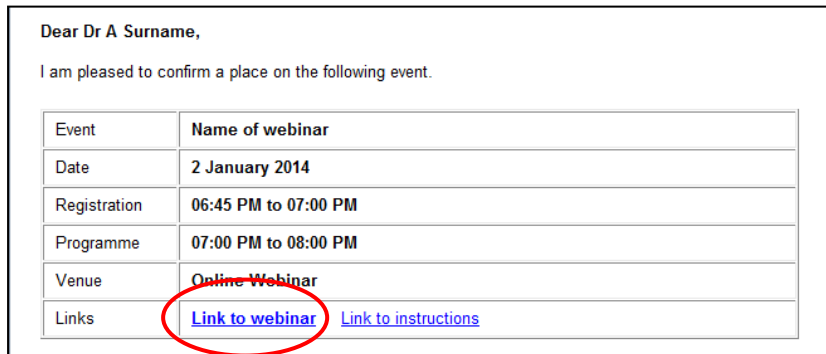 Dear Dr A Surname,
I am pleased to confirm a place on the following event.
Event Name of webinar
Date 2 January 2014
Registration 06:45 PM to 07:00 PM
Programme 07:00 PM to 08:00 PM
Venue Online Webinar
Links Link to webinar Link to instructions